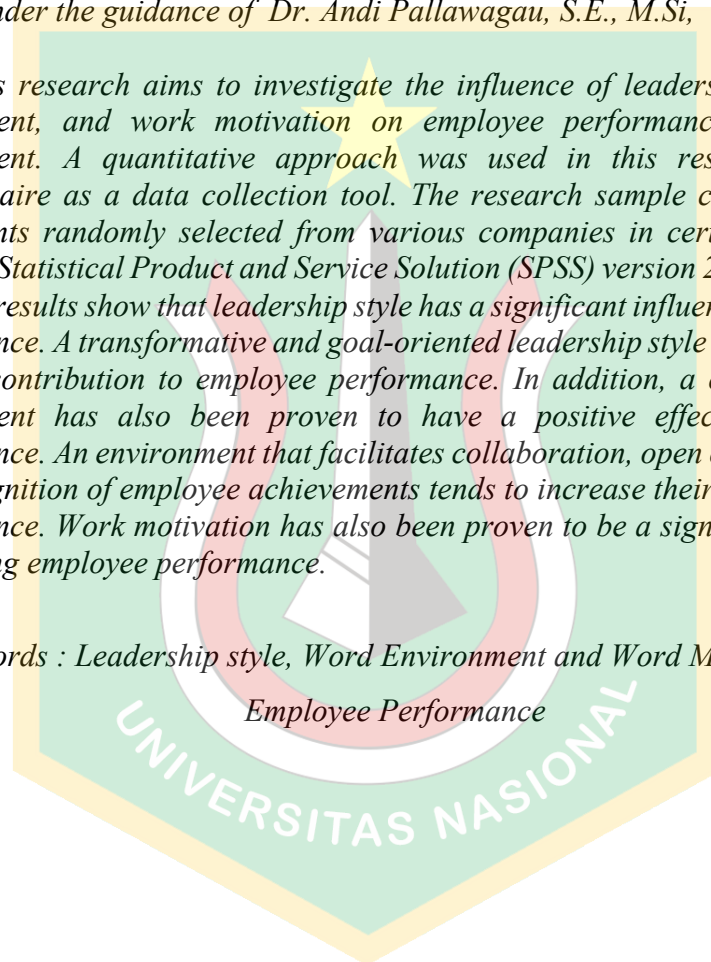 nder the guidance of Dr. Andi Pallawagau, S.E., M.Si,
s research aims to investigate the influence of leaders
ent, and work motivation on employee performanc
ent. A quantitative approach was used in this res
aire as a data collection tool. The research sample c
nts randomly selected from various companies in cert
Statistical Product and Service Solution (SPSS) version 2
results show that leadership style has a significant influen
nce. A transformative and goal-oriented leadership style
contribution to employee performance. In addition, a
ent has also been proven to have a positive effec
nce. An environment that facilitates collaboration, open
gnition of employee achievements tends to increase their
nce. Work motivation has also been proven to be a sign
ng employee performance.
ords : Leadership style, Word Environment and Word M
Employee Performance
UNIVERSITAS NASIONAL